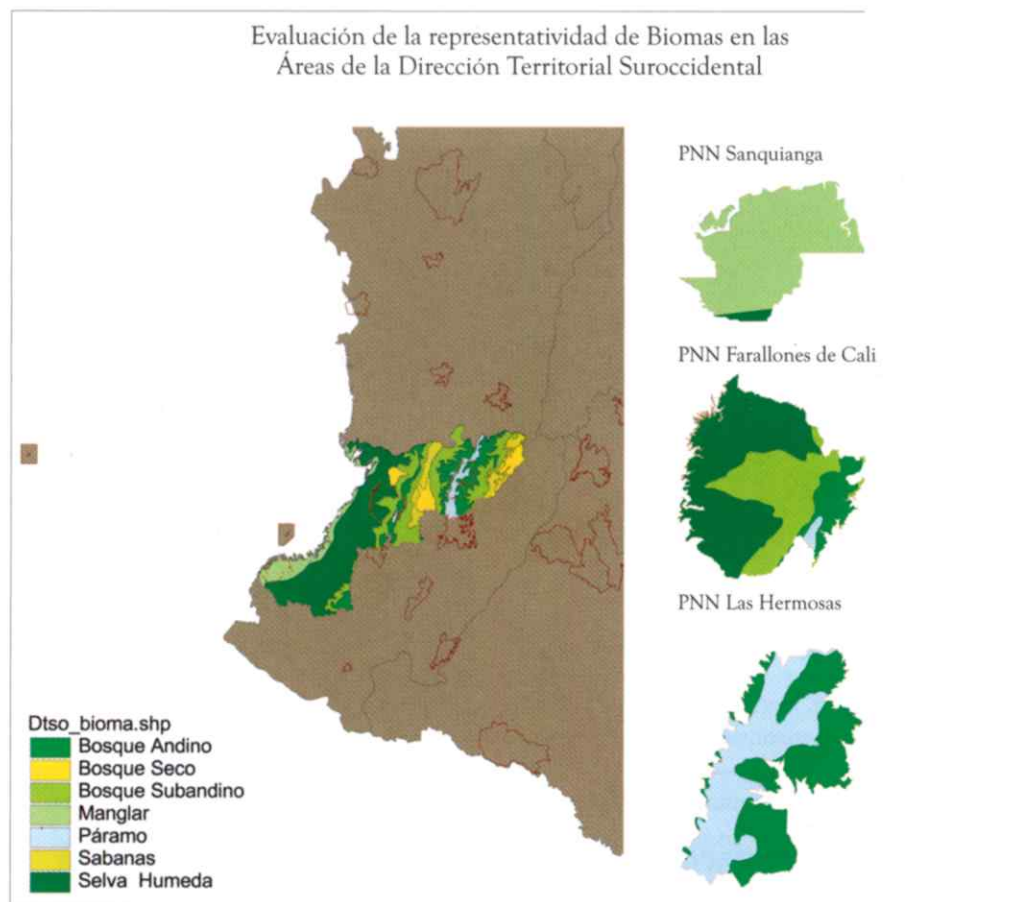 Evaluación de la representatividad de Biomas en las
Áreas de la Dirección Territorial Suroccidental
PNN Sanquianga
PNN Farallones de Cali
PNN Las Hermosas
Dtso_bioma.shp
Bosque Andino
Bosque Seco
Bosque Subandino
Manglar
Páramo
Sabanas
Selva Humeda